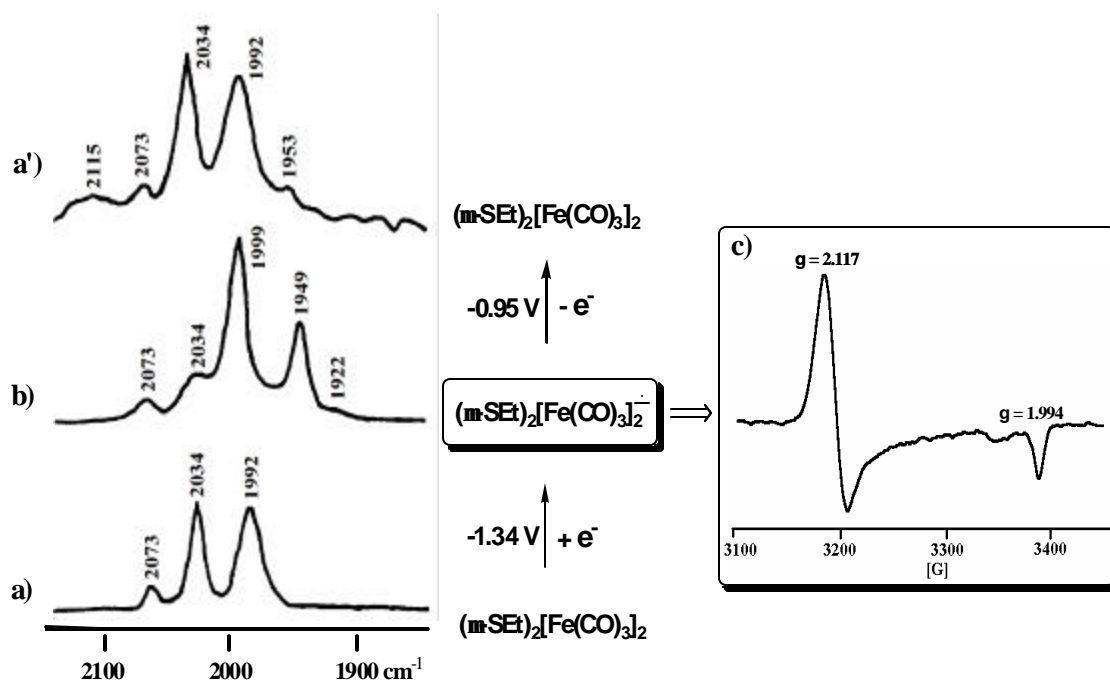 a')
2115
2073
2034
1992
1953
b)
2073
2034
1999
1949
1922
a)
2073
2034
1992
2100 2000 1900 cm-1
(m-SEt)2[Fe(CO)3]2
-0.95 V - e-
(m-SEt)2[Fe(CO)3]2∸
-1.34 V + e-
(m-SEt)2[Fe(CO)3]2
c)
g = 2.117
g = 1.994
3100 3200 3300 3400
[G]